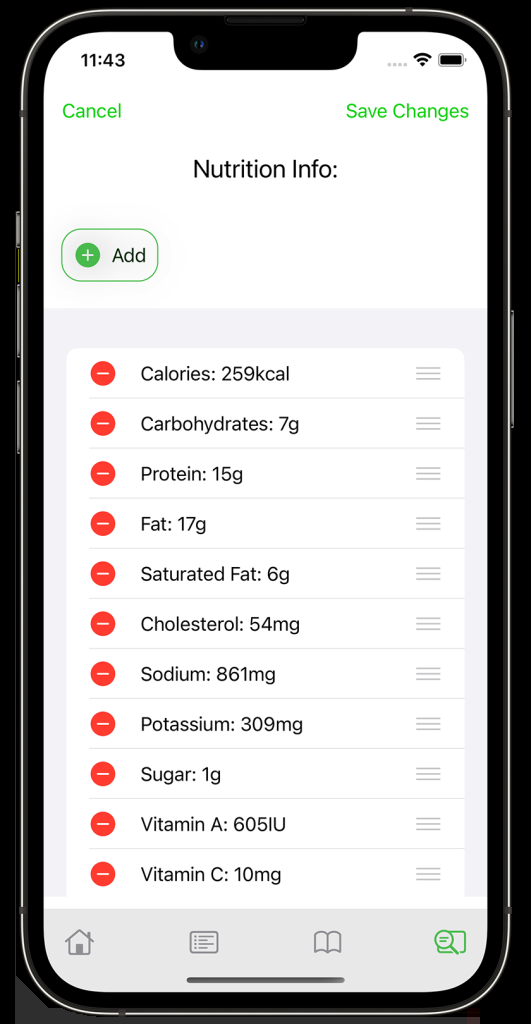 11:43
Cancel Save Changes
Nutrition Info:
Add
Calories: 259kcal
Carbohydrates: 7g
Protein: 15g
Fat: 17g
Saturated Fat: 6g
Cholesterol: 54mg
Sodium: 861mg
Potassium: 309mg
Sugar: 1g
Vitamin A: 605IU
Vitamin C: 10mg